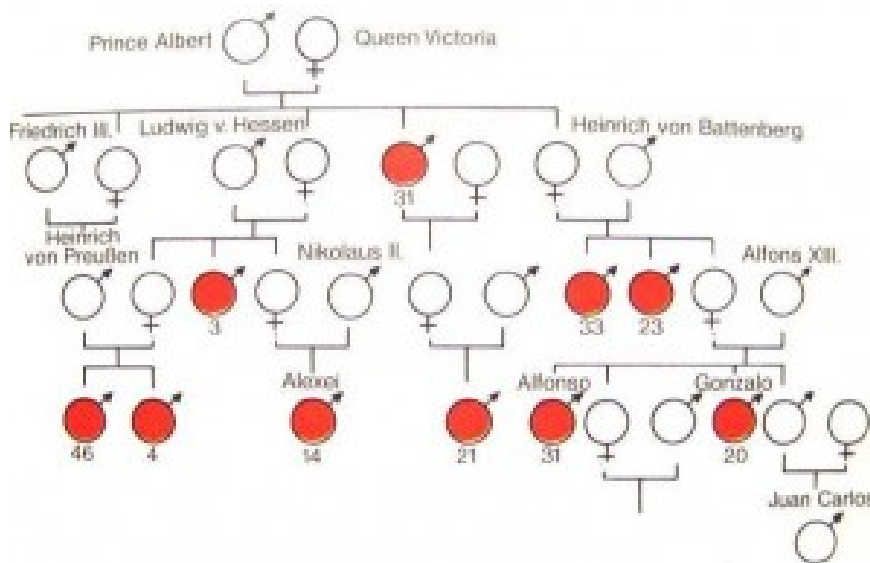 Prince Albert
Queen Victoria
Friedrich III.
Ludwig v. Hessen
Heinrich von Battenberg
31
Heinrich
von Preußen
Nikolaus II.
Alfons XIII.
3
33
23
Alexei
Alfonso
Gonzalo
46
4
14
21
31
20
Juan Carlos